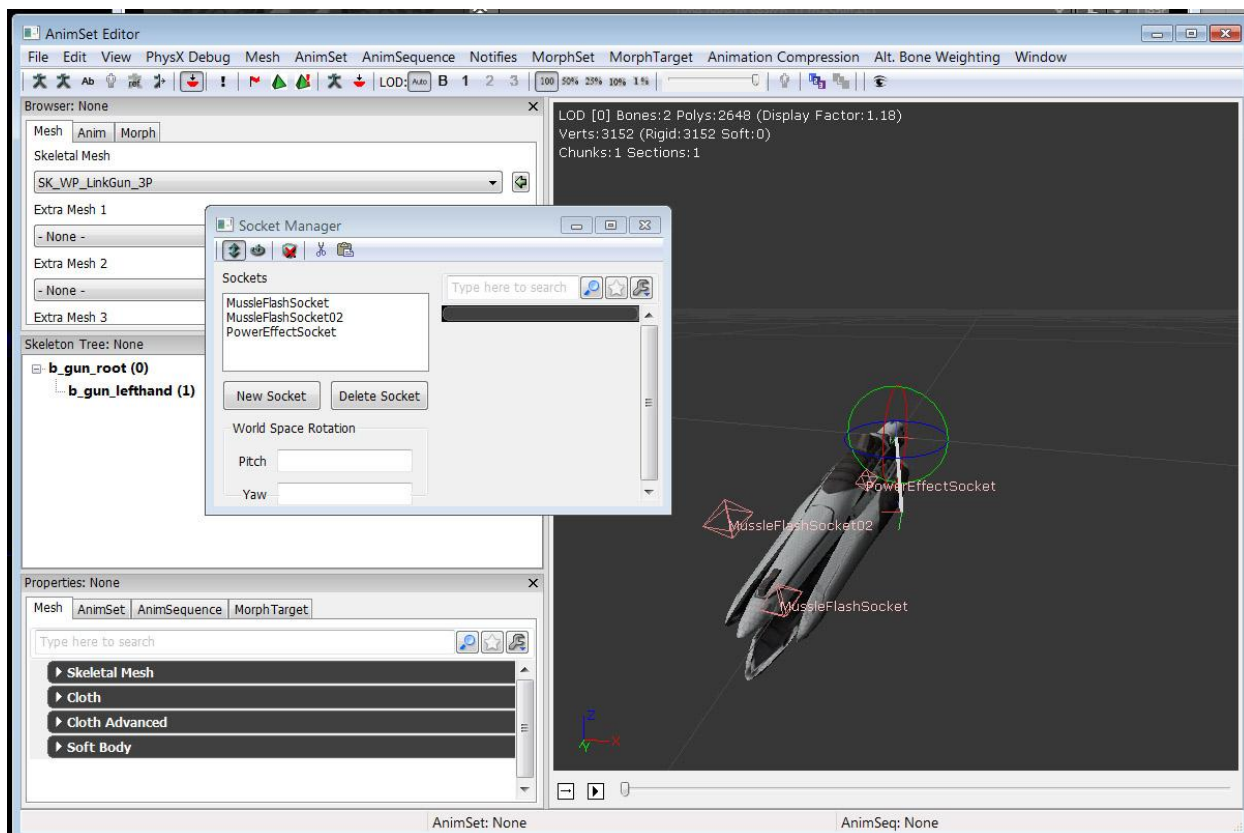 AnimSet Editor
File Edit View PhysX Debug Mesh AnimSet AnimSequence Notifies MorphSet MorphTarget Animation Compression Alt. Bone Weighting Window
Ab ! LOD: Auto B 1 2 3 100 50% 25% 10% 1%
Browser: None
Mesh Anim Morph
Skeletal Mesh
SK_WP_LinkGun_3P
Extra Mesh 1
- None -
Extra Mesh 2
- None -
Extra Mesh 3
Socket Manager
Sockets
Type here to search
MussleFlashSocket
MussleFlashSocket02
PowerEffectSocket
New Socket Delete Socket
World Space Rotation
Pitch
Yaw
Skeleton Tree: None
b_gun_root (0)
b_gun_lefthand (1)
Properties: None
Mesh AnimSet AnimSequence MorphTarget
Type here to search
Skeletal Mesh
Cloth
Cloth Advanced
Soft Body
LOD [0] Bones:2 Polys:2648 (Display Factor:1.18)
Verts:3152 (Rigid:3152 Soft:0)
Chunks:1 Sections:1
PowerEffectSocket
MussleFlashSocket02
MussleFlashSocket
Z
X
Y
AnimSet: None AnimSeq: None